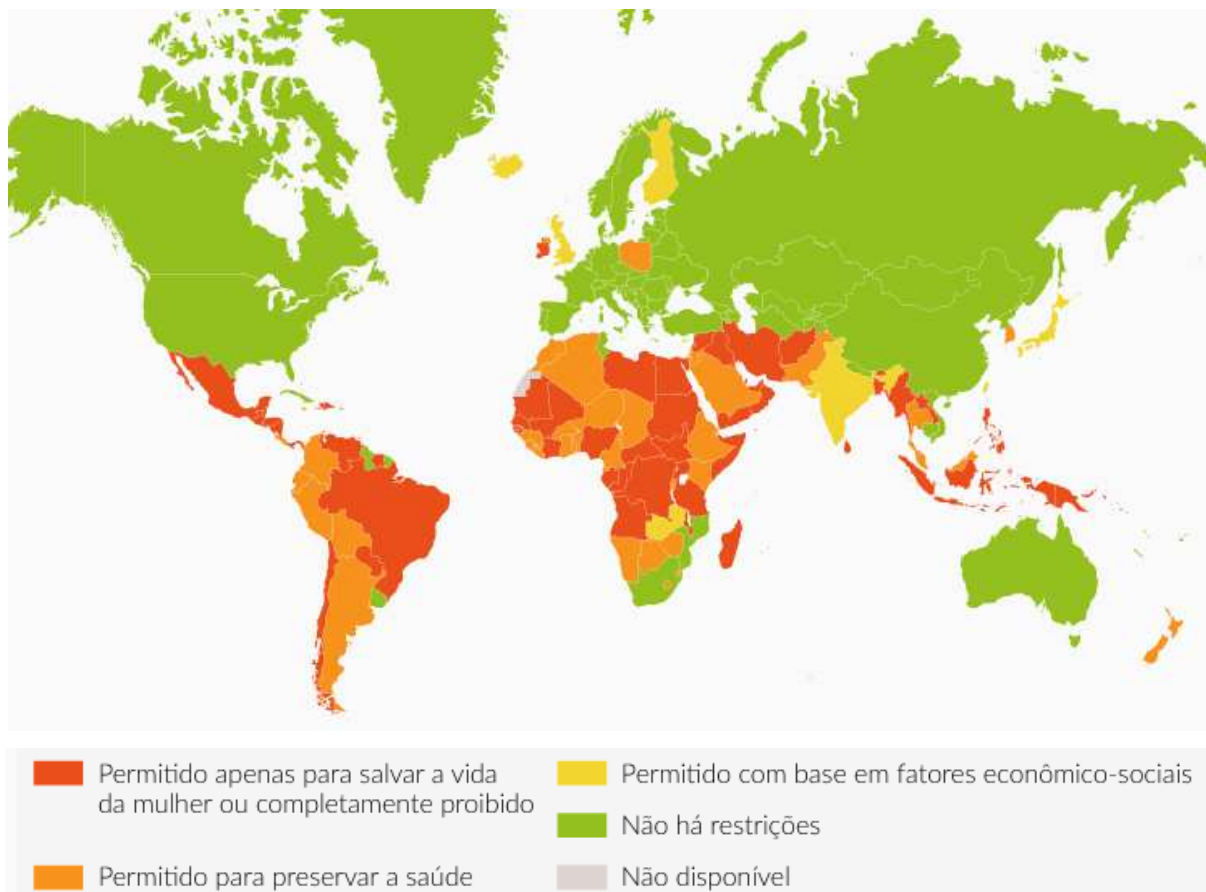 Permitido apenas para salvar a vida
da mulher ou completamente proibido
Permitido para preservar a saúde
Permitido com base em fatores econômico-sociais
Não há restrições
Não disponível